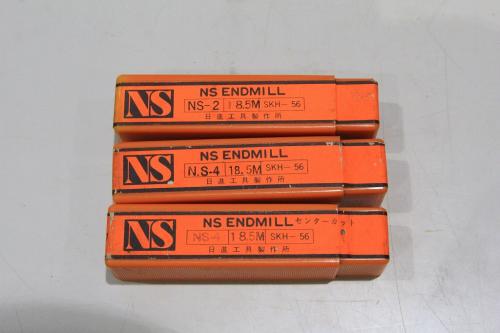 NS
NS ENDMILL
NS-2 18.5M SKH-56
日進工具製作所
NS
NS ENDMILL
N.S-4 18.5M SKH-56
日進工具製作所
NS
NS ENDMILL センターカット
NS-4 18.5M SKH-56
日進工具製作所